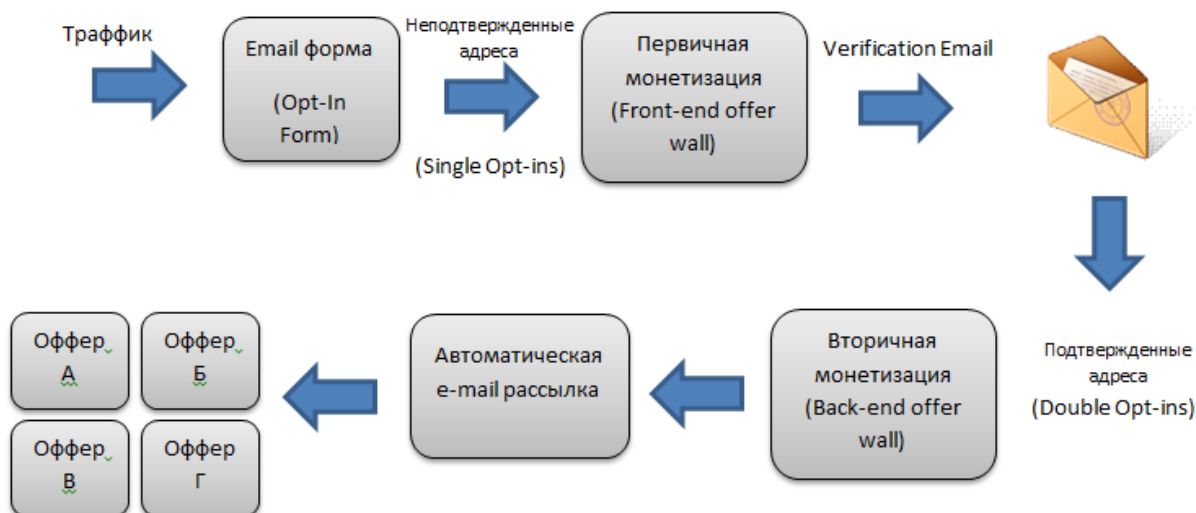 Траффик
Email форма
(Opt-In
Form)
Неподтвержденные
адреса
(Single Opt-ins)
Первичная
монетизация
(Front-end offer
wall)
Verification Email
Подтвержденные
адреса
(Double Opt-ins)
Вторичная
монетизация
(Back-end offer
wall)
Автоматическая
e-mail рассылка
Оффер
А
Оффер
Б
Оффер
В
Оффер
Г